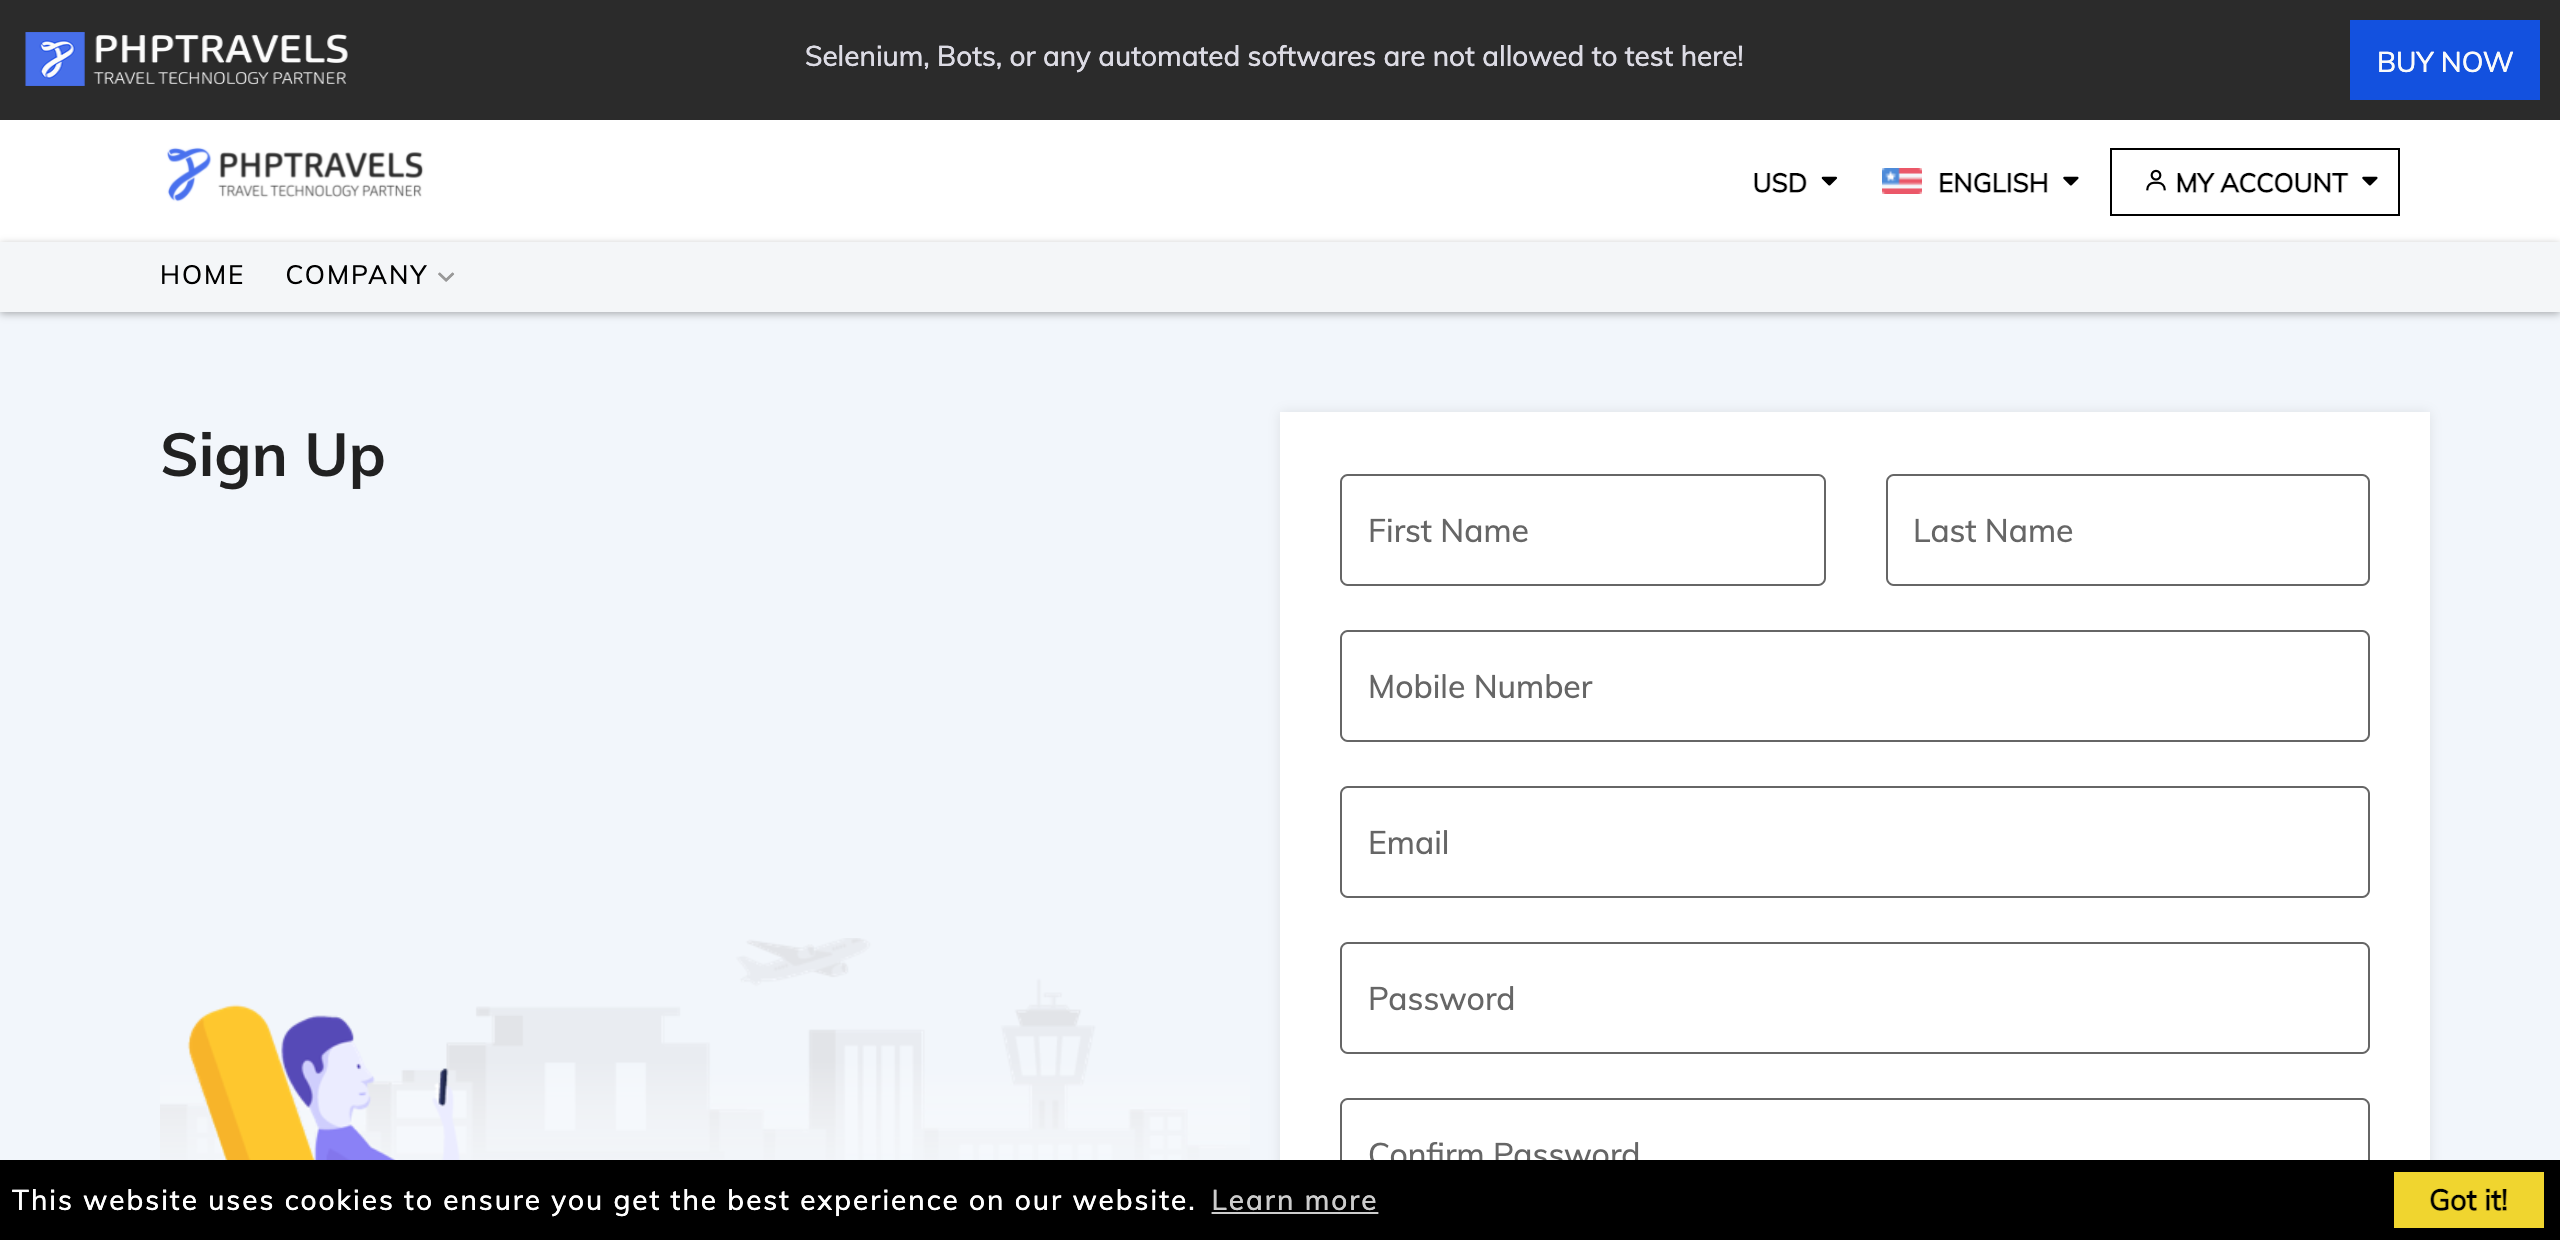 PHPTRAVELS
TRAVEL TECHNOLOGY PARTNER
Selenium, Bots, or any automated softwares are not allowed to test here!
BUY NOW
PHPTRAVELS
TRAVEL TECHNOLOGY PARTNER
USD
ENGLISH
MY ACCOUNT
HOME
COMPANY
Sign Up
First Name
Last Name
Mobile Number
Email
Password
Confirm Password
This website uses cookies to ensure you get the best experience on our website. Learn more
Got it!